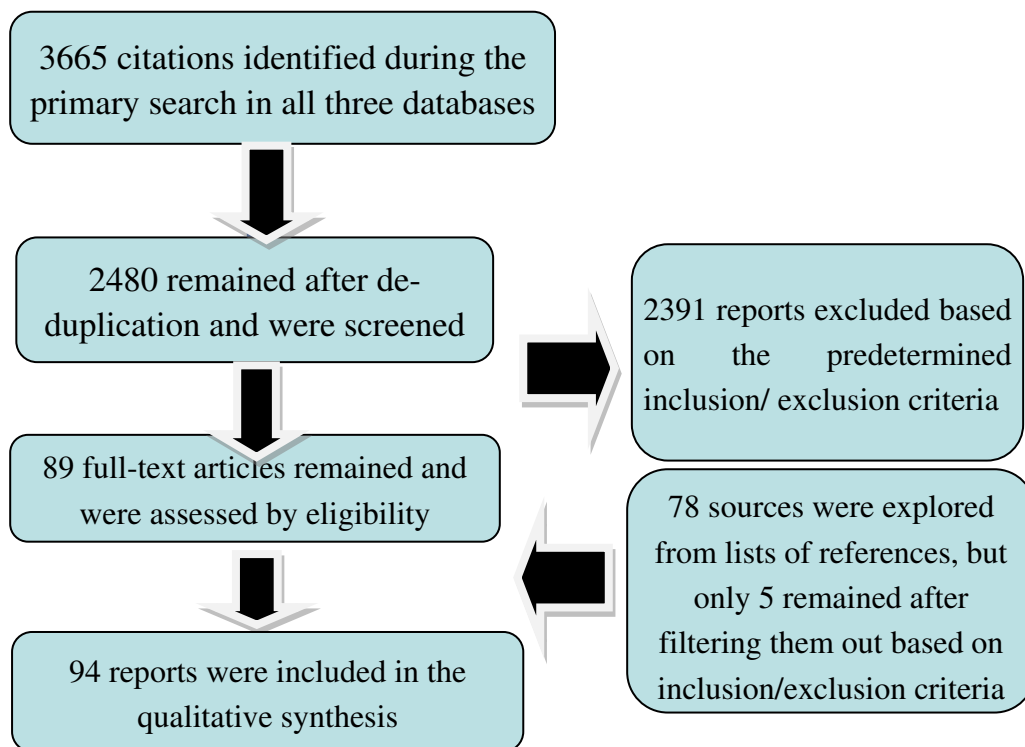 3665 citations identified during the
primary search in all three databases
2480 remained after de-
duplication and were screened
2391 reports excluded based
on the predetermined
inclusion/ exclusion criteria
89 full-text articles remained and
were assessed by eligibility
78 sources were explored
from lists of references, but
only 5 remained after
filtering them out based on
inclusion/exclusion criteria
94 reports were included in the
qualitative synthesis